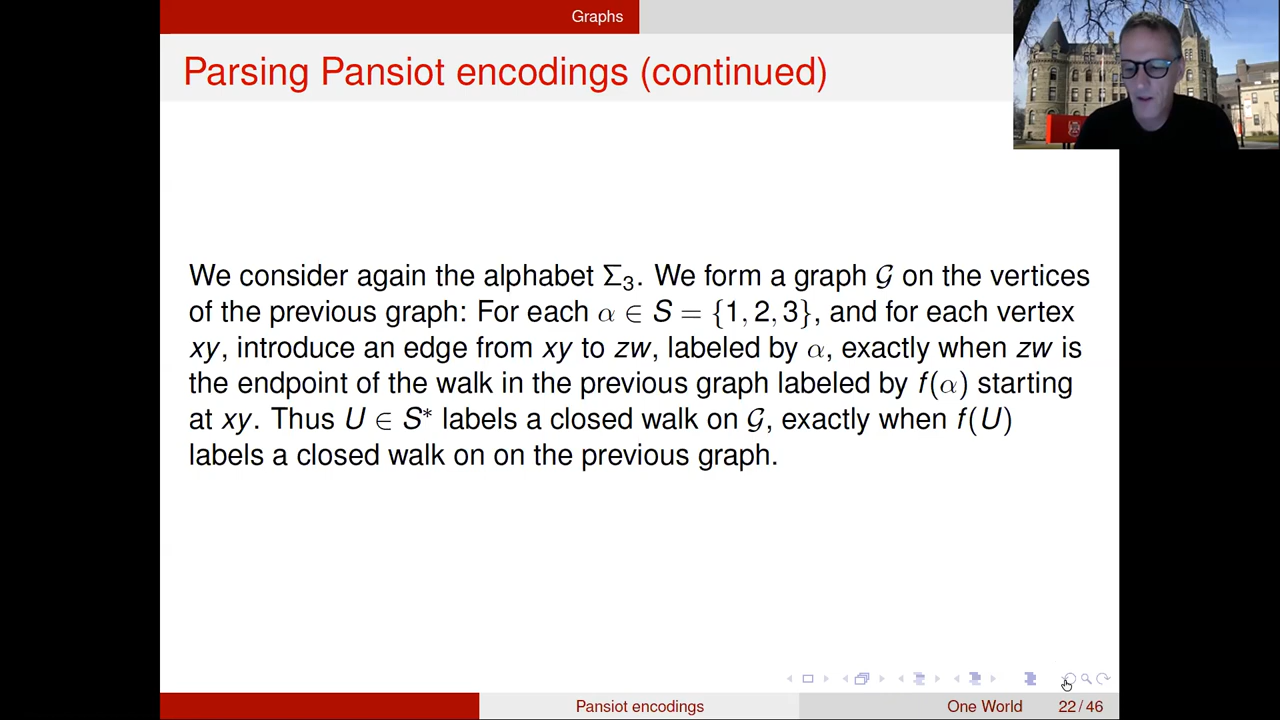 Graphs
Parsing Pansiot encodings (continued)
We consider again the alphabet Σ₃. We form a graph 𝒢 on the vertices
of the previous graph: For each α ∈ S = {1, 2, 3}, and for each vertex
xy, introduce an edge from xy to zw, labeled by α, exactly when zw is
the endpoint of the walk in the previous graph labeled by f(α) starting
at xy. Thus U ∈ S* labels a closed walk on 𝒢, exactly when f(U)
labels a closed walk on on the previous graph.
Pansiot encodings
One World
22 / 46